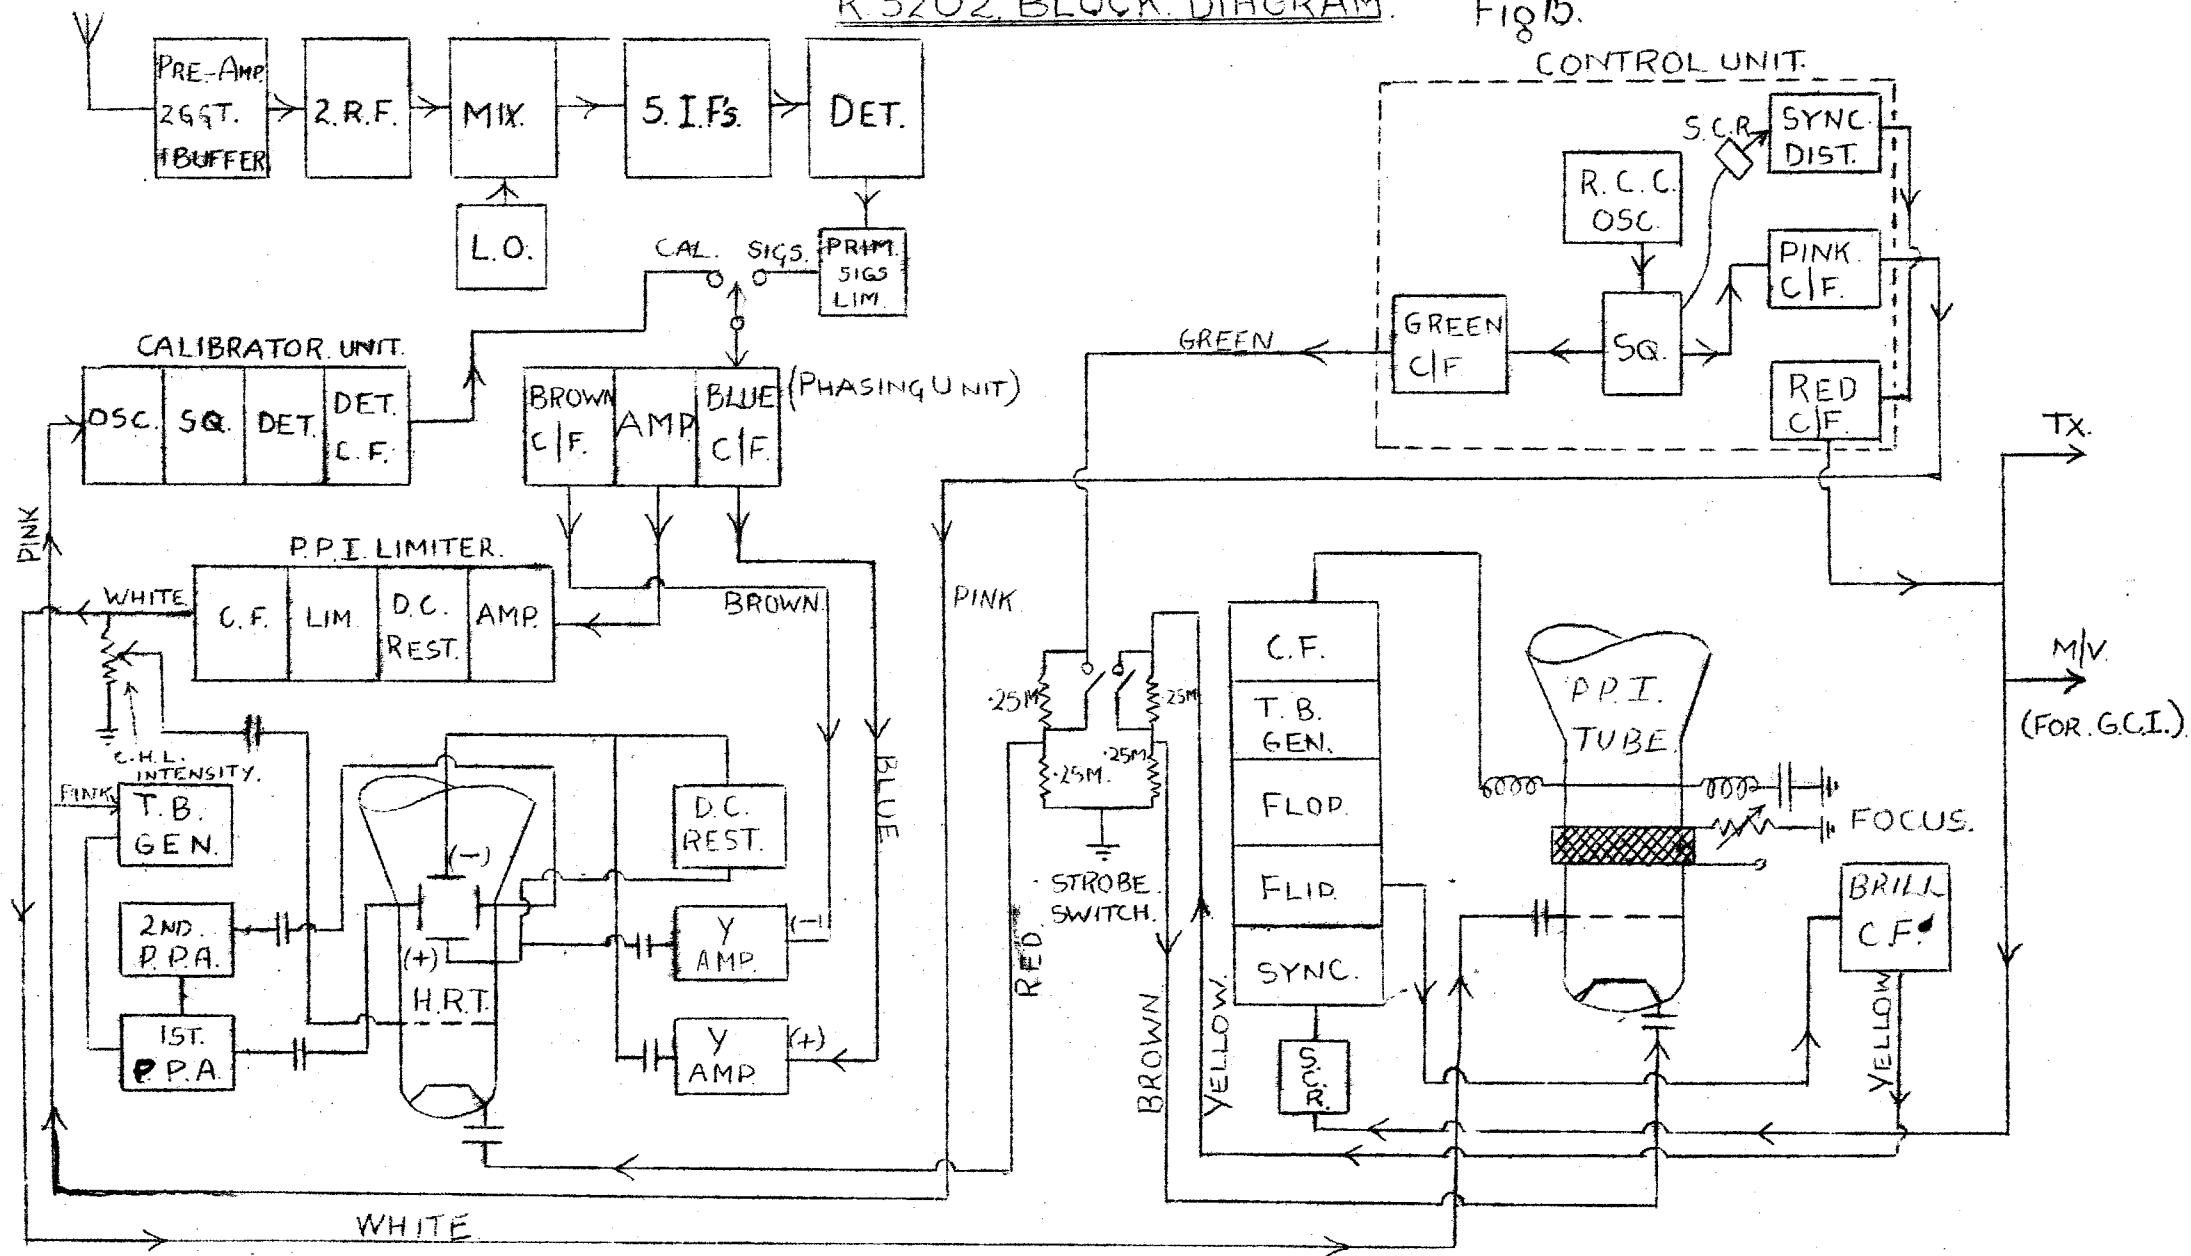 R.3202. BLOCK. DIAGRAM.
Fig 15.
CONTROL UNIT.
PRE-AMP.
2 G G T.
1 BUFFER
2.R.F.
MIX.
5. I.F's.
DET.
L.O.
CAL.
SIGS.
PRIM.
SIGS
LIM.
S.C.R.
SYNC.
DIST.
R.C.C.
OSC.
PINK.
C/F.
GREEN
C/F.
SQ.
RED
C/F.
GREEN
CALIBRATOR UNIT.
OSC.
SQ.
DET.
DET.
C.F.
BROWN
C/F.
AMP.
BLUE
C/F.
(PHASING UNIT)
TX.
M/V.
(FOR G.C.I.)
PINK
P.P.I. LIMITER.
WHITE
C.F.
LIM.
D.C.
REST.
AMP.
BROWN.
PINK
BLUE
C.H.L.
INTENSITY.
PINK
T.B.
GEN.
2ND.
P.P.A.
1ST.
P.P.A.
(-)
(+)
H.R.T.
D.C.
REST.
Y
AMP.
(-)
Y
AMP.
(+)
.25M
.25M
.25M.
.25M
STROBE
SWITCH.
RED
BROWN
YELLOW.
C.F.
T.B.
GEN.
FLOP.
FLIP.
SYNC.
S.C.R.
P.P.I.
TUBE.
FOCUS.
BRILL
C.F.
YELLOW
WHITE